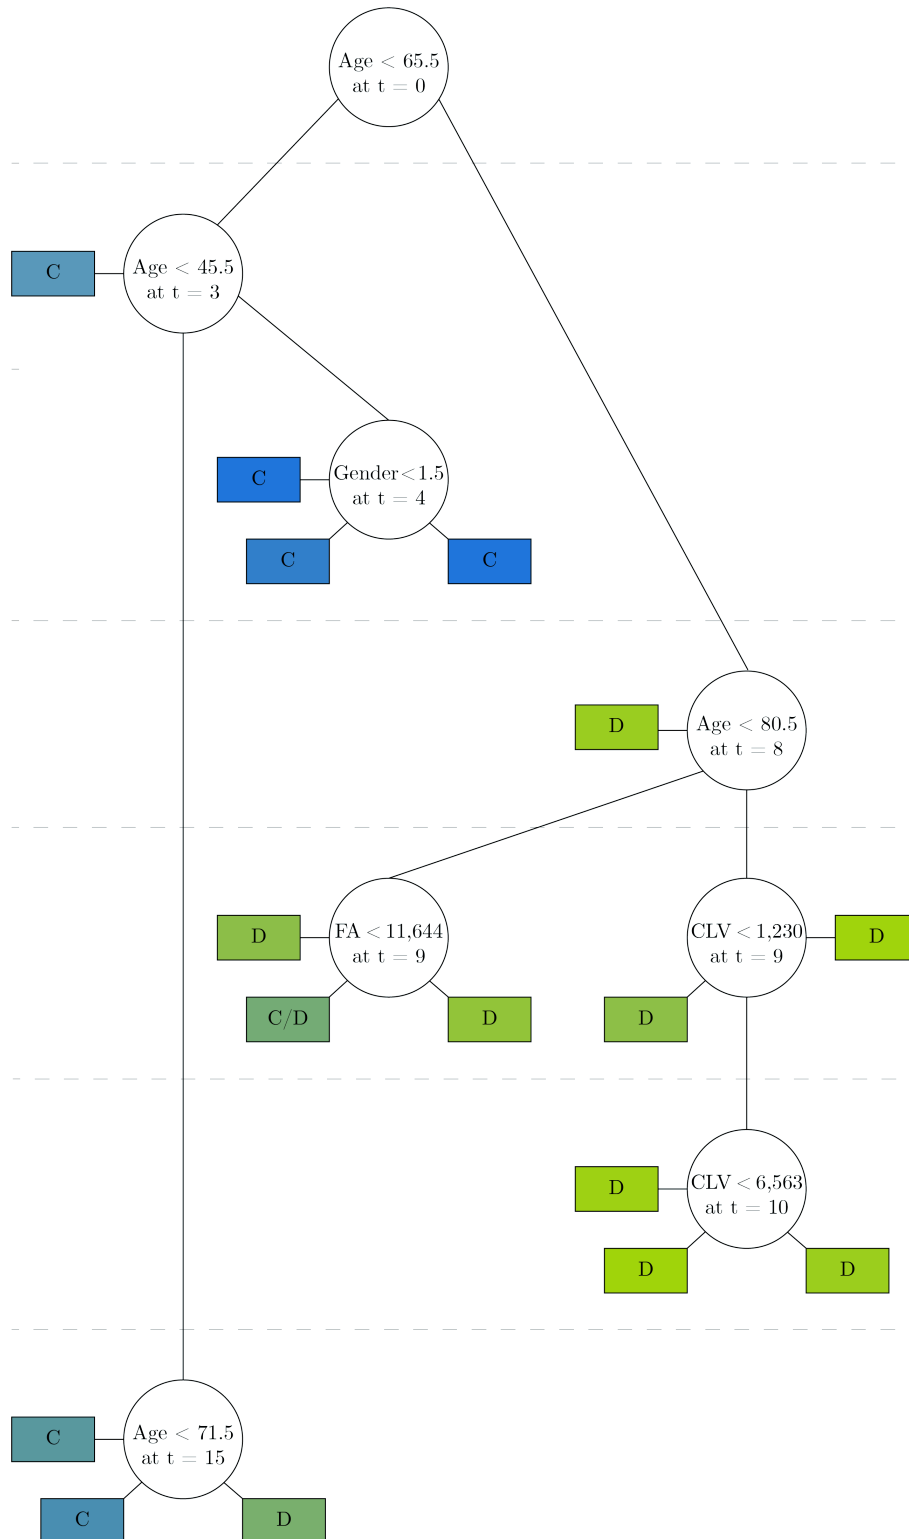 Age < 65.5
at t = 0
C
Age < 45.5
at t = 3
C
Gender<1.5
at t = 4
C
C
D
Age < 80.5
at t = 8
D
FA < 11,644
at t = 9
C/D
D
CLV < 1,230
at t = 9
D
D
D
CLV < 6,563
at t = 10
D
D
C
Age < 71.5
at t = 15
C
D